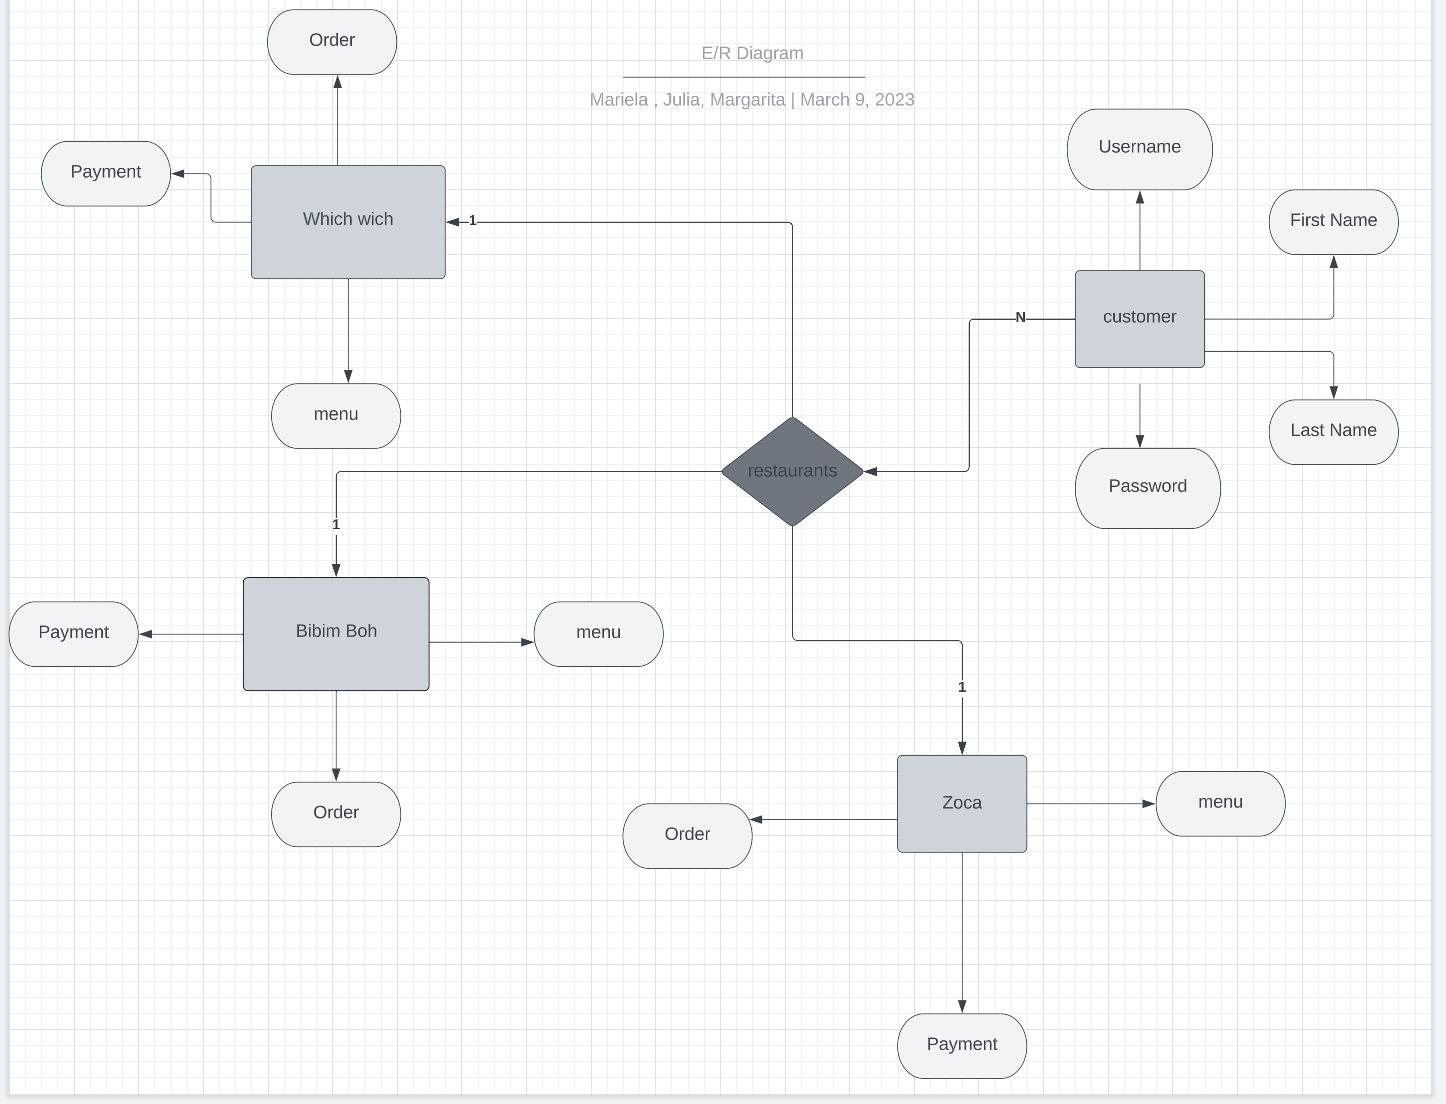 Order
E/R Diagram
Mariela , Julia, Margarita | March 9, 2023
Username
Payment
Which wich
1
First Name
customer
N
menu
Last Name
restaurants
Password
1
Payment
Bibim Boh
menu
1
Order
Zoca
menu
Order
Payment